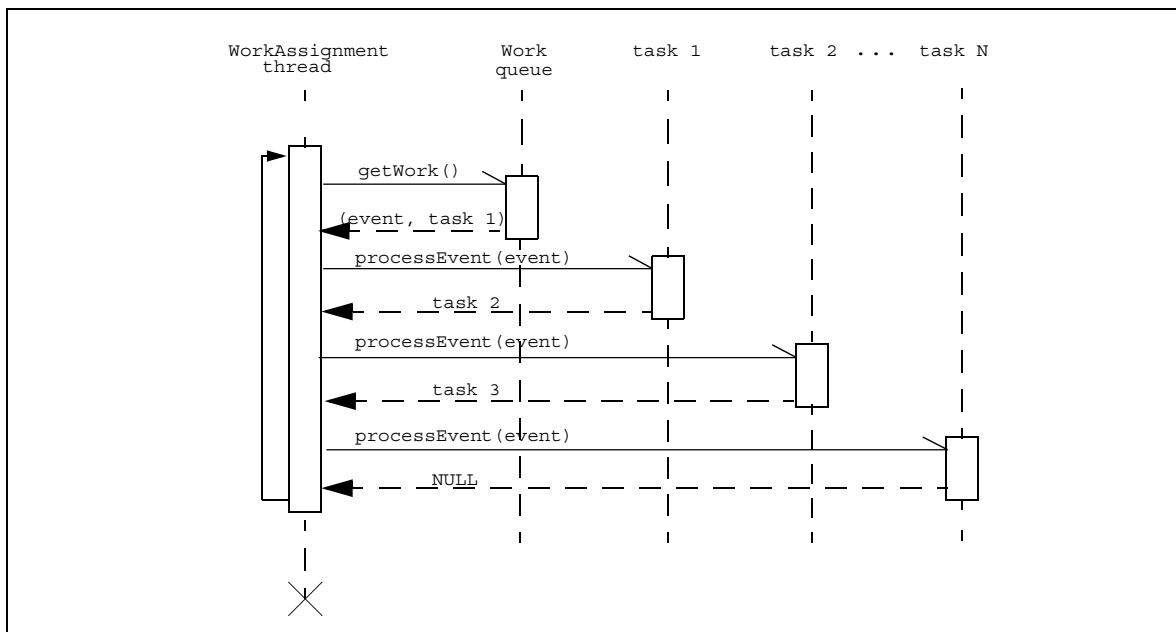 WorkAssignment
thread
Work
queue
task 1
task 2 ... task N
getWork()
(event, task 1)
processEvent(event)
task 2
processEvent(event)
task 3
processEvent(event)
NULL